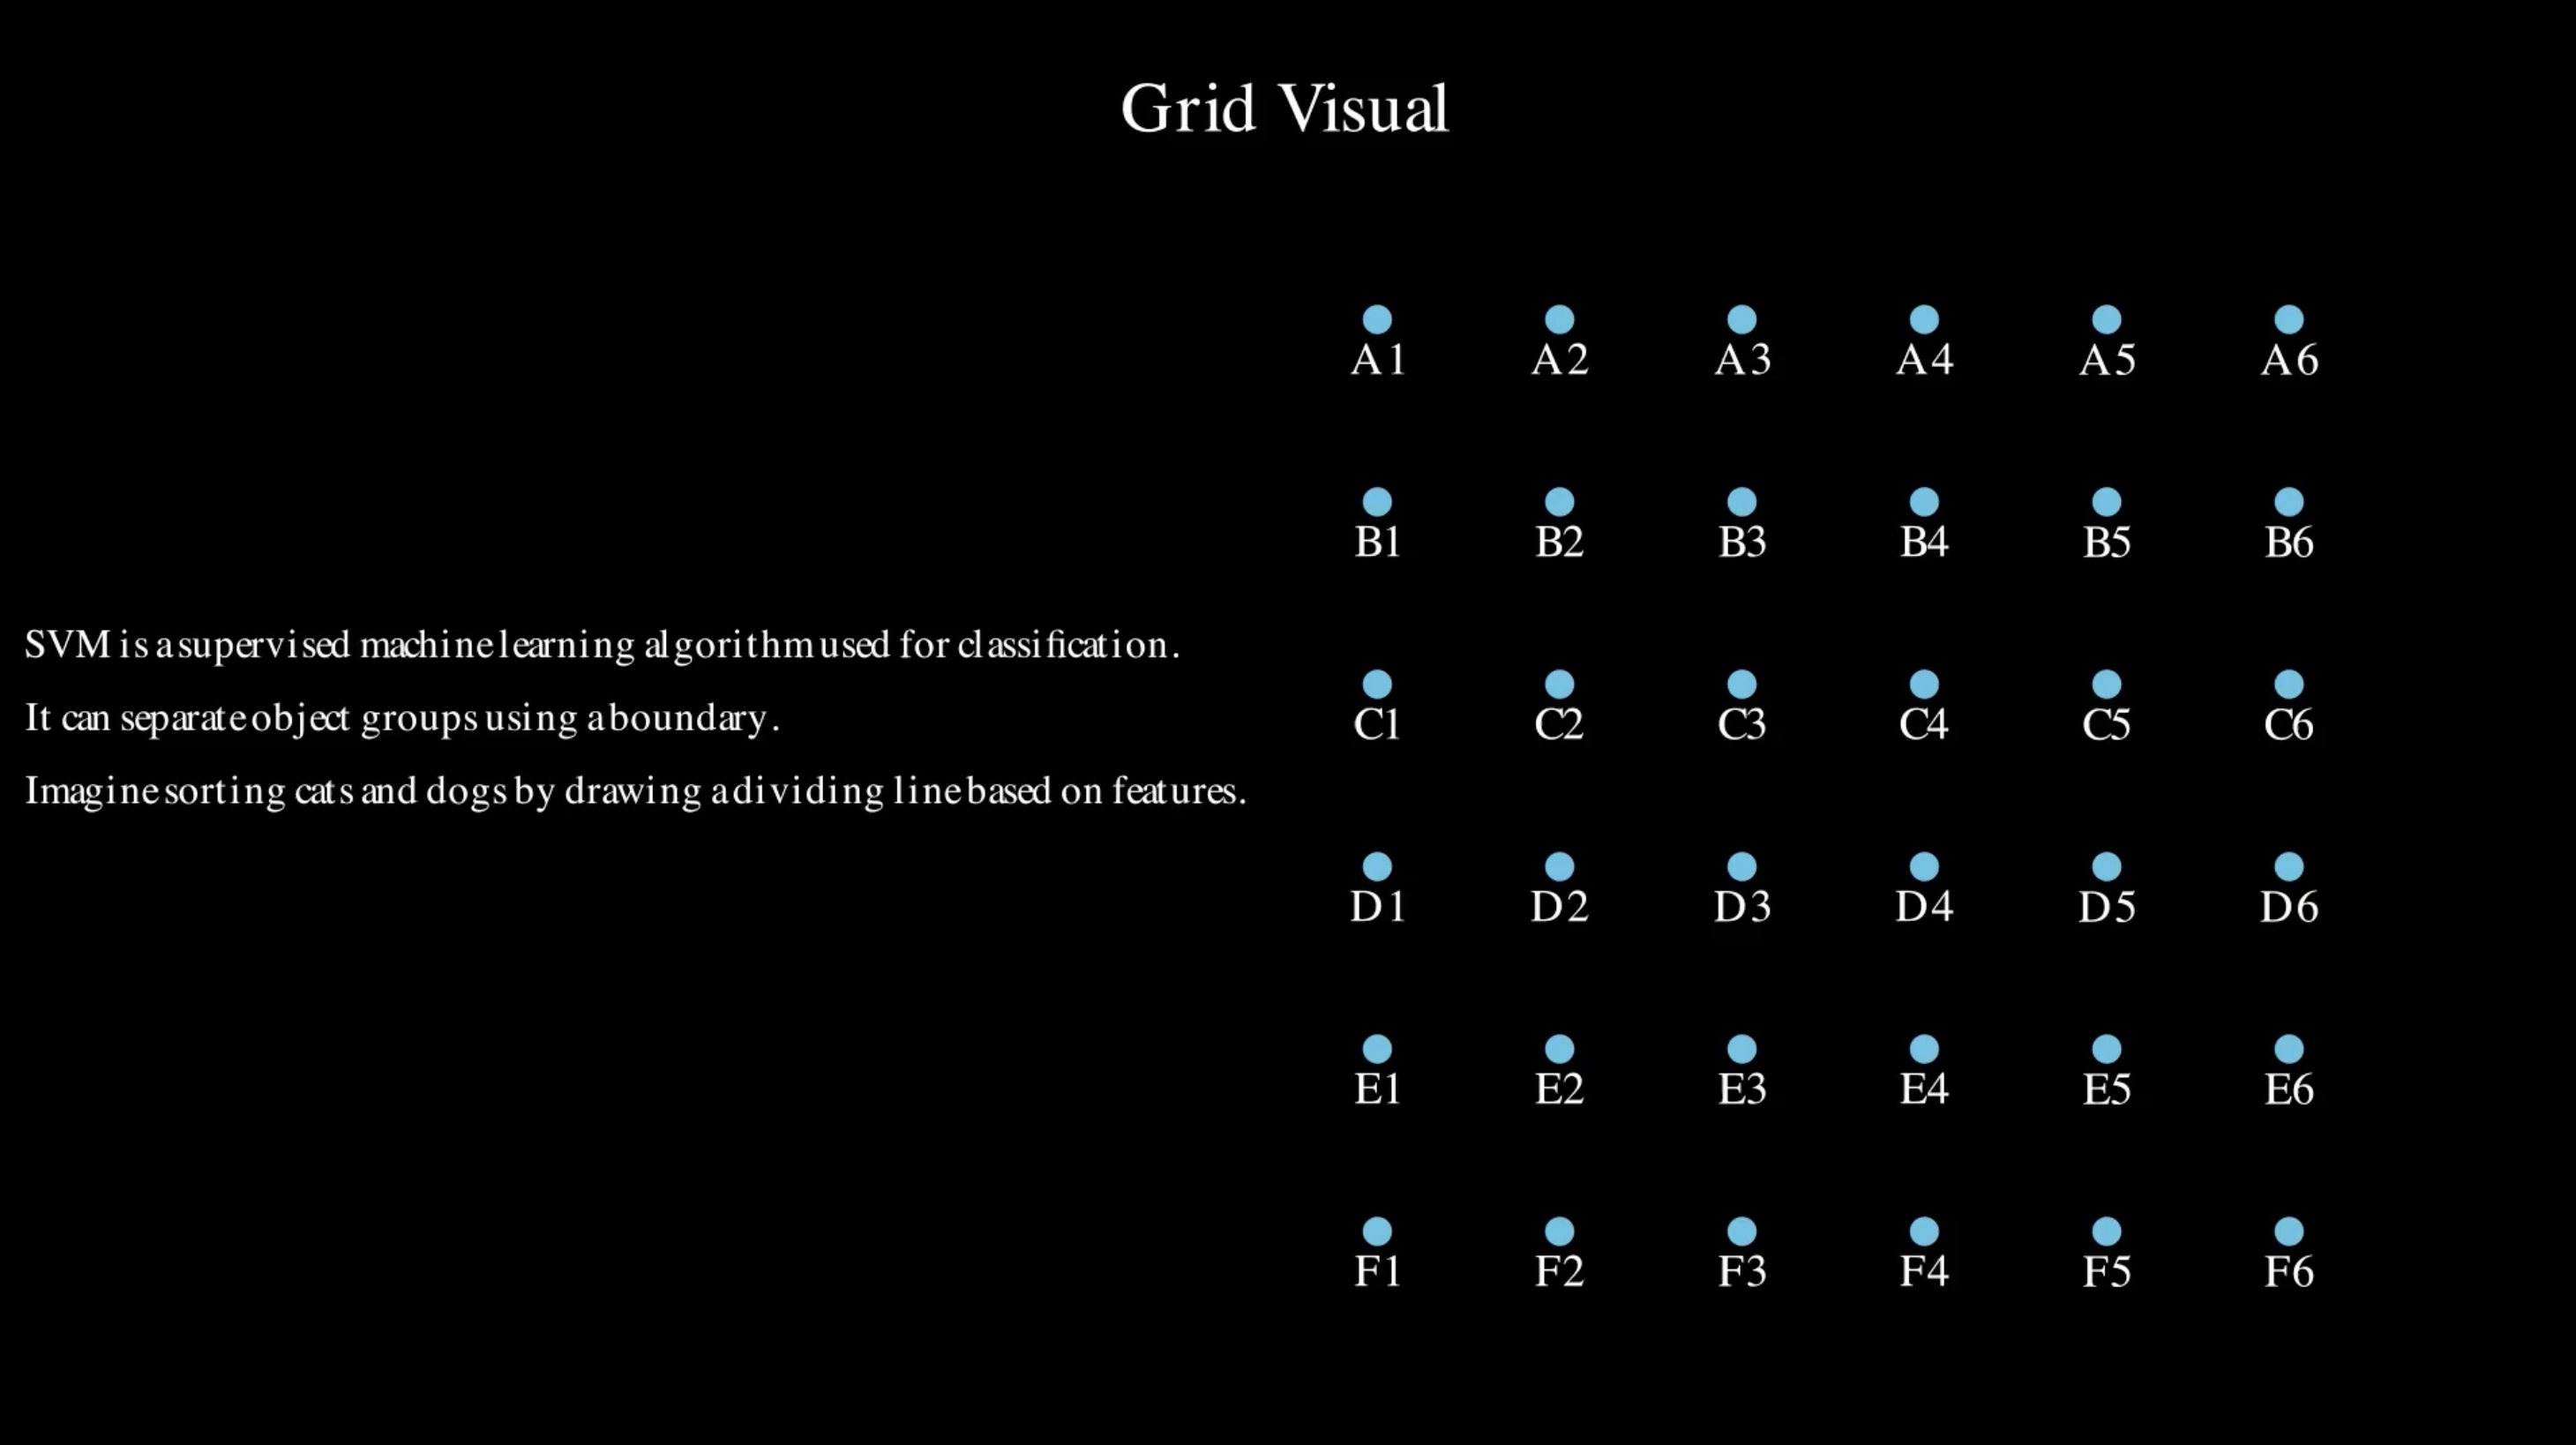 Grid Visual
A1 A2 A3 A4 A5 A6
B1 B2 B3 B4 B5 B6
SVM is a supervised machine learning algorithm used for classification.
It can separate object groups using a boundary.
C1 C2 C3 C4 C5 C6
Imagine sorting cats and dogs by drawing a dividing line based on features.
D1 D2 D3 D4 D5 D6
E1 E2 E3 E4 E5 E6
F1 F2 F3 F4 F5 F6